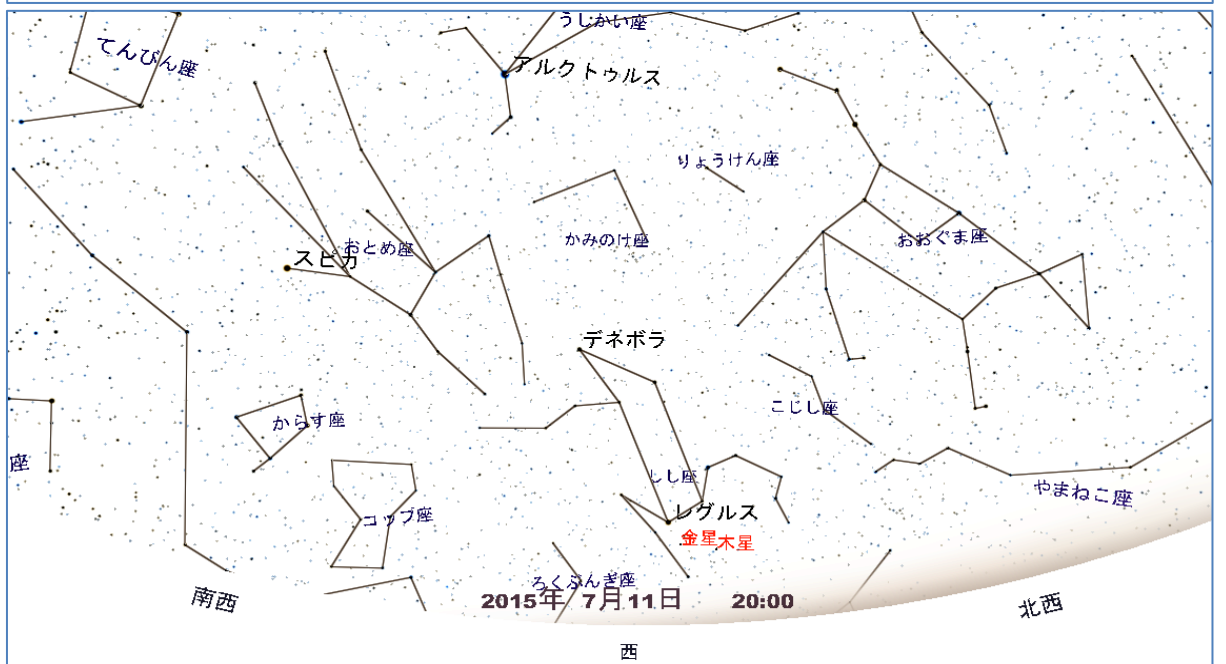 うしかい座
てんびん座
アルクトゥルス
りょうけん座
かみのけ座
おおぐま座
おとめ座
スピカ
デネボラ
こじし座
からす座
座
しし座
やまねこ座
レグルス
コップ座
金星
木星
ろくぶんぎ座
南西
2015年 7月11日 20:00
北西
西